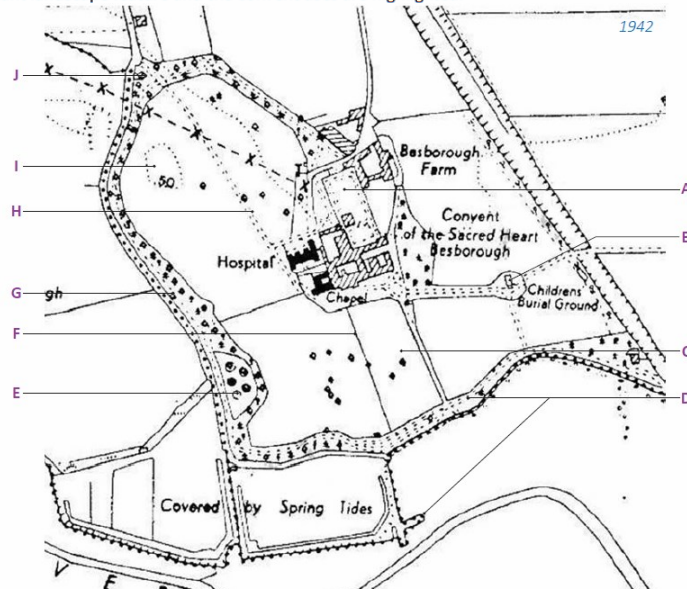 1942
J
X
X
X
X
X
Besborough
Farm
I
50
A
H
Convent
of the Sacred Heart
Besborough
B
Hospital
G
gh
Chapel
Childrens
Burial Ground
F
C
E
D
Covered by Spring Tides
V E